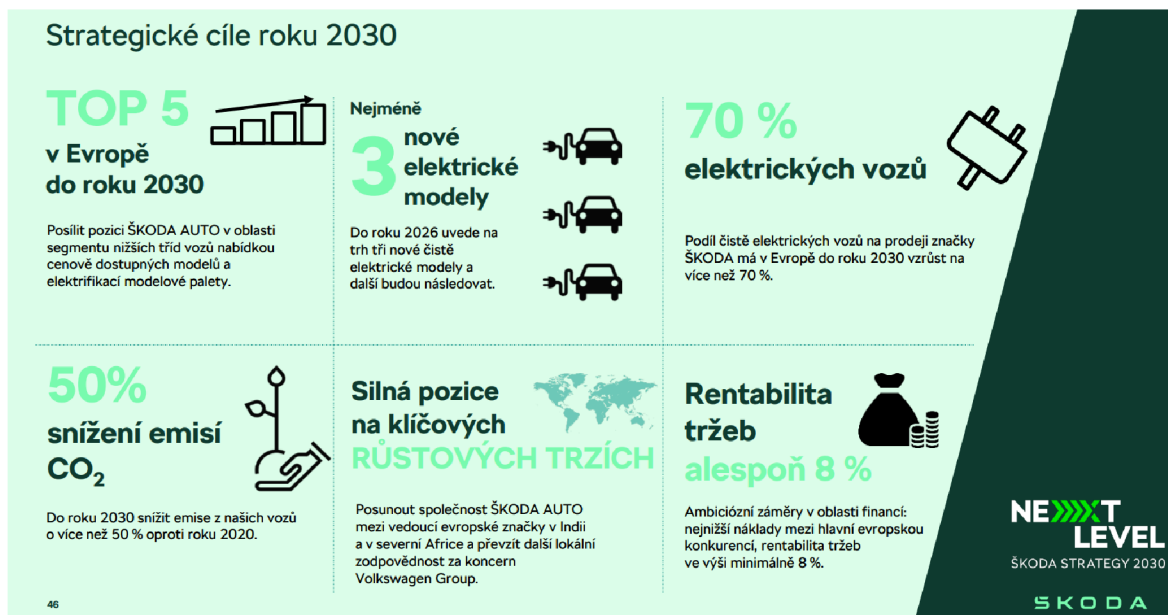 Strategické cíle roku 2030
TOP 5
v Evropě
do roku 2030
Posílit pozici ŠKODA AUTO v oblasti
segmentu nižších tříd vozů nabídkou
cenově dostupných modelů a
elektrifikací modelové palety.
Nejméně
3 nové
elektrické
modely
Do roku 2026 uvede na
trh tři nové čistě
elektrické modely a
další budou následovat.
70 %
elektrických vozů
Podíl čistě elektrických vozů na prodeji značky
ŠKODA má v Evropě do roku 2030 vzrůst na
více než 70 %.
50%
snížení emisí
CO₂
Do roku 2030 snížit emise z našich vozů
o více než 50 % oproti roku 2020.
Silná pozice
na klíčových
RŮSTOVÝCH TRZÍCH
Posunout společnost ŠKODA AUTO
mezi vedoucí evropské značky v Indii
a v severní Africe a převzít další lokální
zodpovědnost za koncern
Volkswagen Group.
Rentabilita
tržeb
alespoň 8 %
Ambiciózní záměry v oblasti financí:
nejnižší náklady mezi hlavní evropskou
konkurencí, rentabilita tržeb
ve výši minimálně 8 %.
NEXT
LEVEL
ŠKODA STRATEGY 2030
46
SKODA